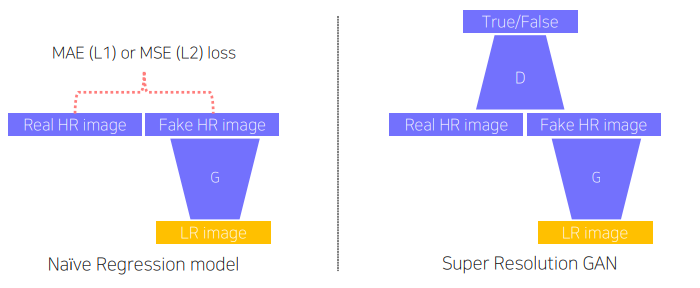 MAE (L1) or MSE (L2) loss
Real HR image
Fake HR image
G
LR image
Naïve Regression model
True/False
D
Real HR image
Fake HR image
G
LR image
Super Resolution GAN